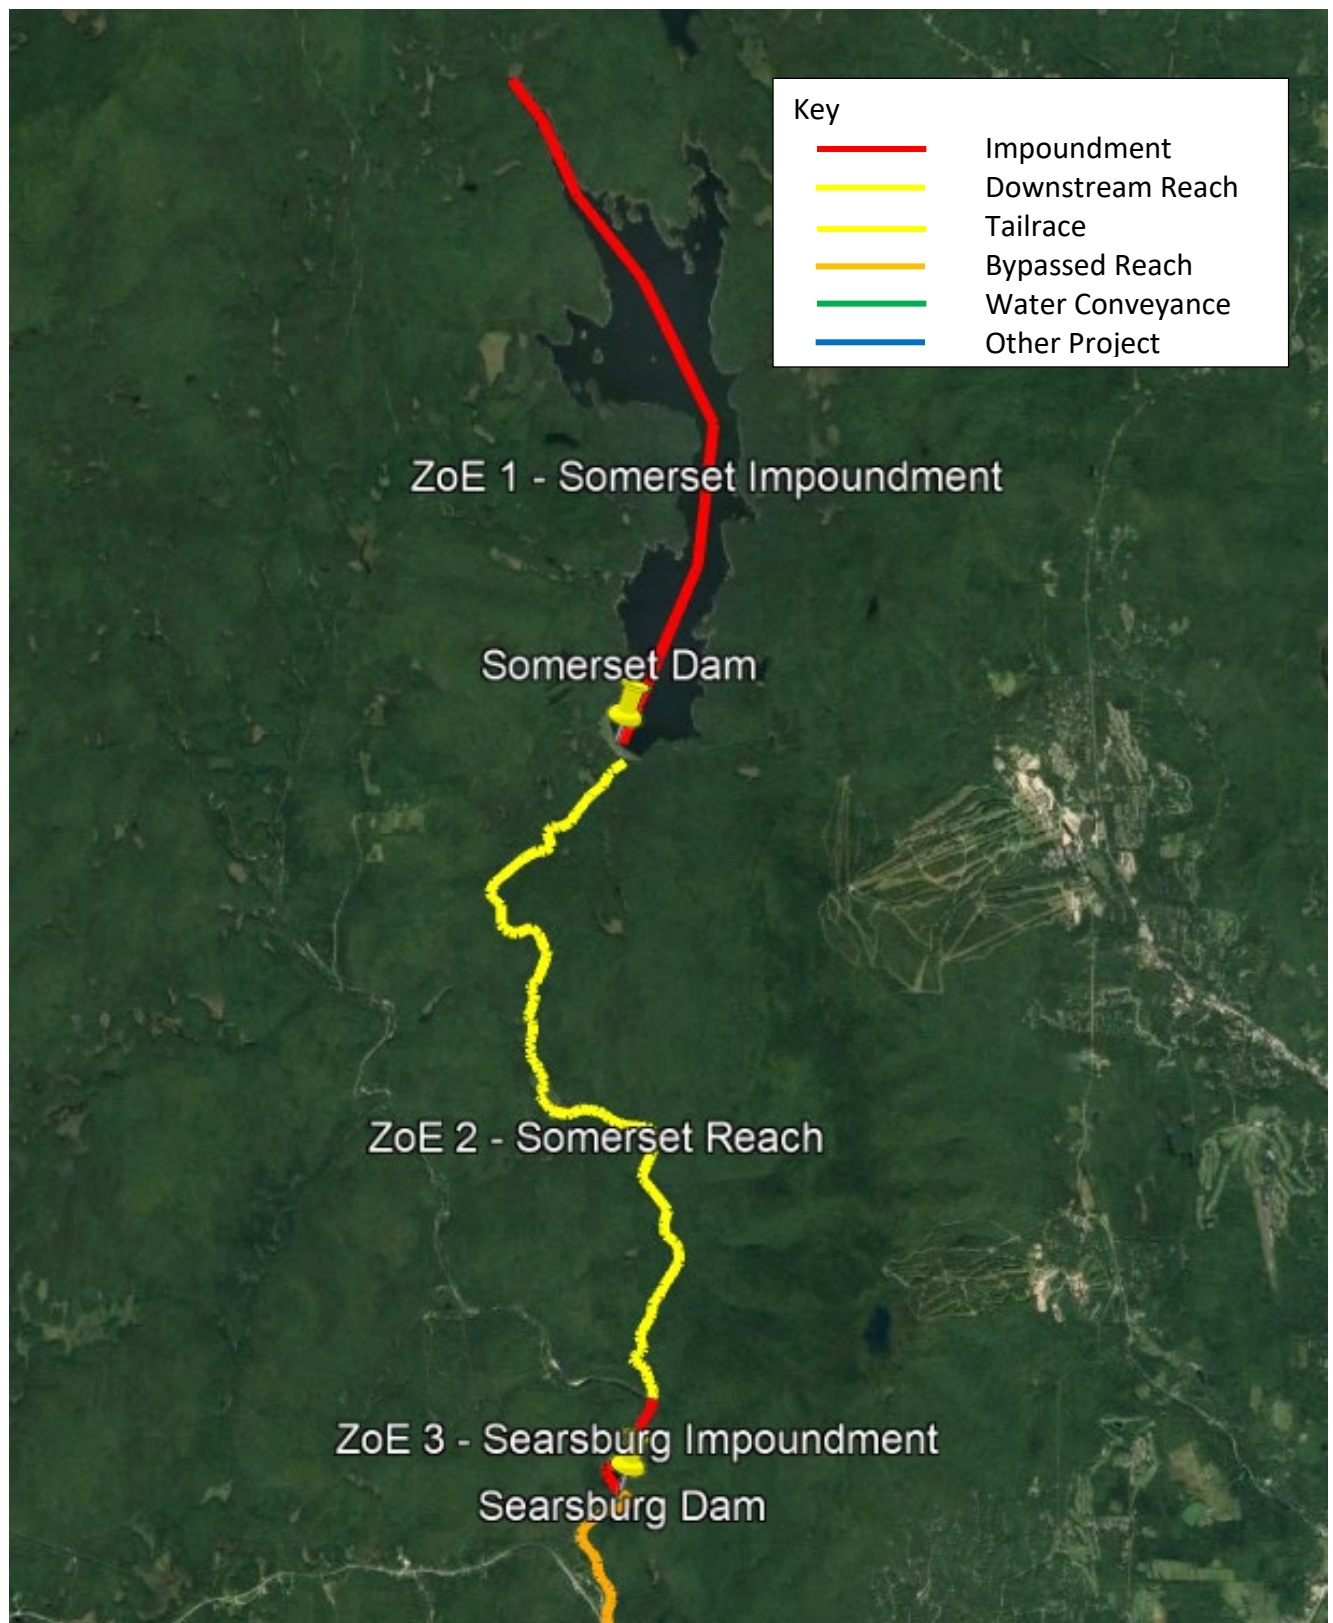 Key
Impoundment
Downstream Reach
Tailrace
Bypassed Reach
Water Conveyance
Other Project
ZoE 1 - Somerset Impoundment
Somerset Dam
ZoE 2 - Somerset Reach
ZoE 3 - Searsburg Impoundment
Searsburg Dam